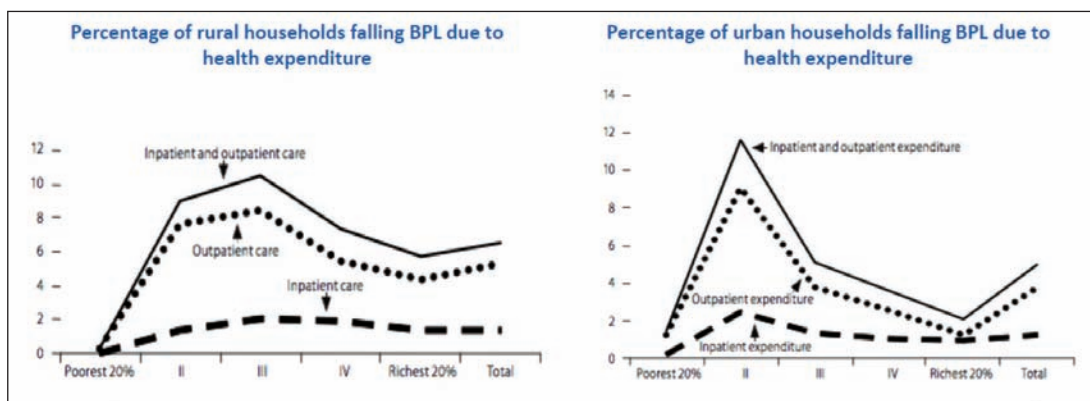 Percentage of rural households falling BPL due to
health expenditure
12
10
8
6
4
2
0
Inpatient and outpatient care
Outpatient care
Inpatient care
Poorest 20% II III IV Richest 20% Total
Percentage of urban households falling BPL due to
health expenditure
14
12
10
8
6
4
2
0
Inpatient and outpatient expenditure
Outpatient expenditure
Inpatient expenditure
Poorest 20% II III IV Richest 20% Total